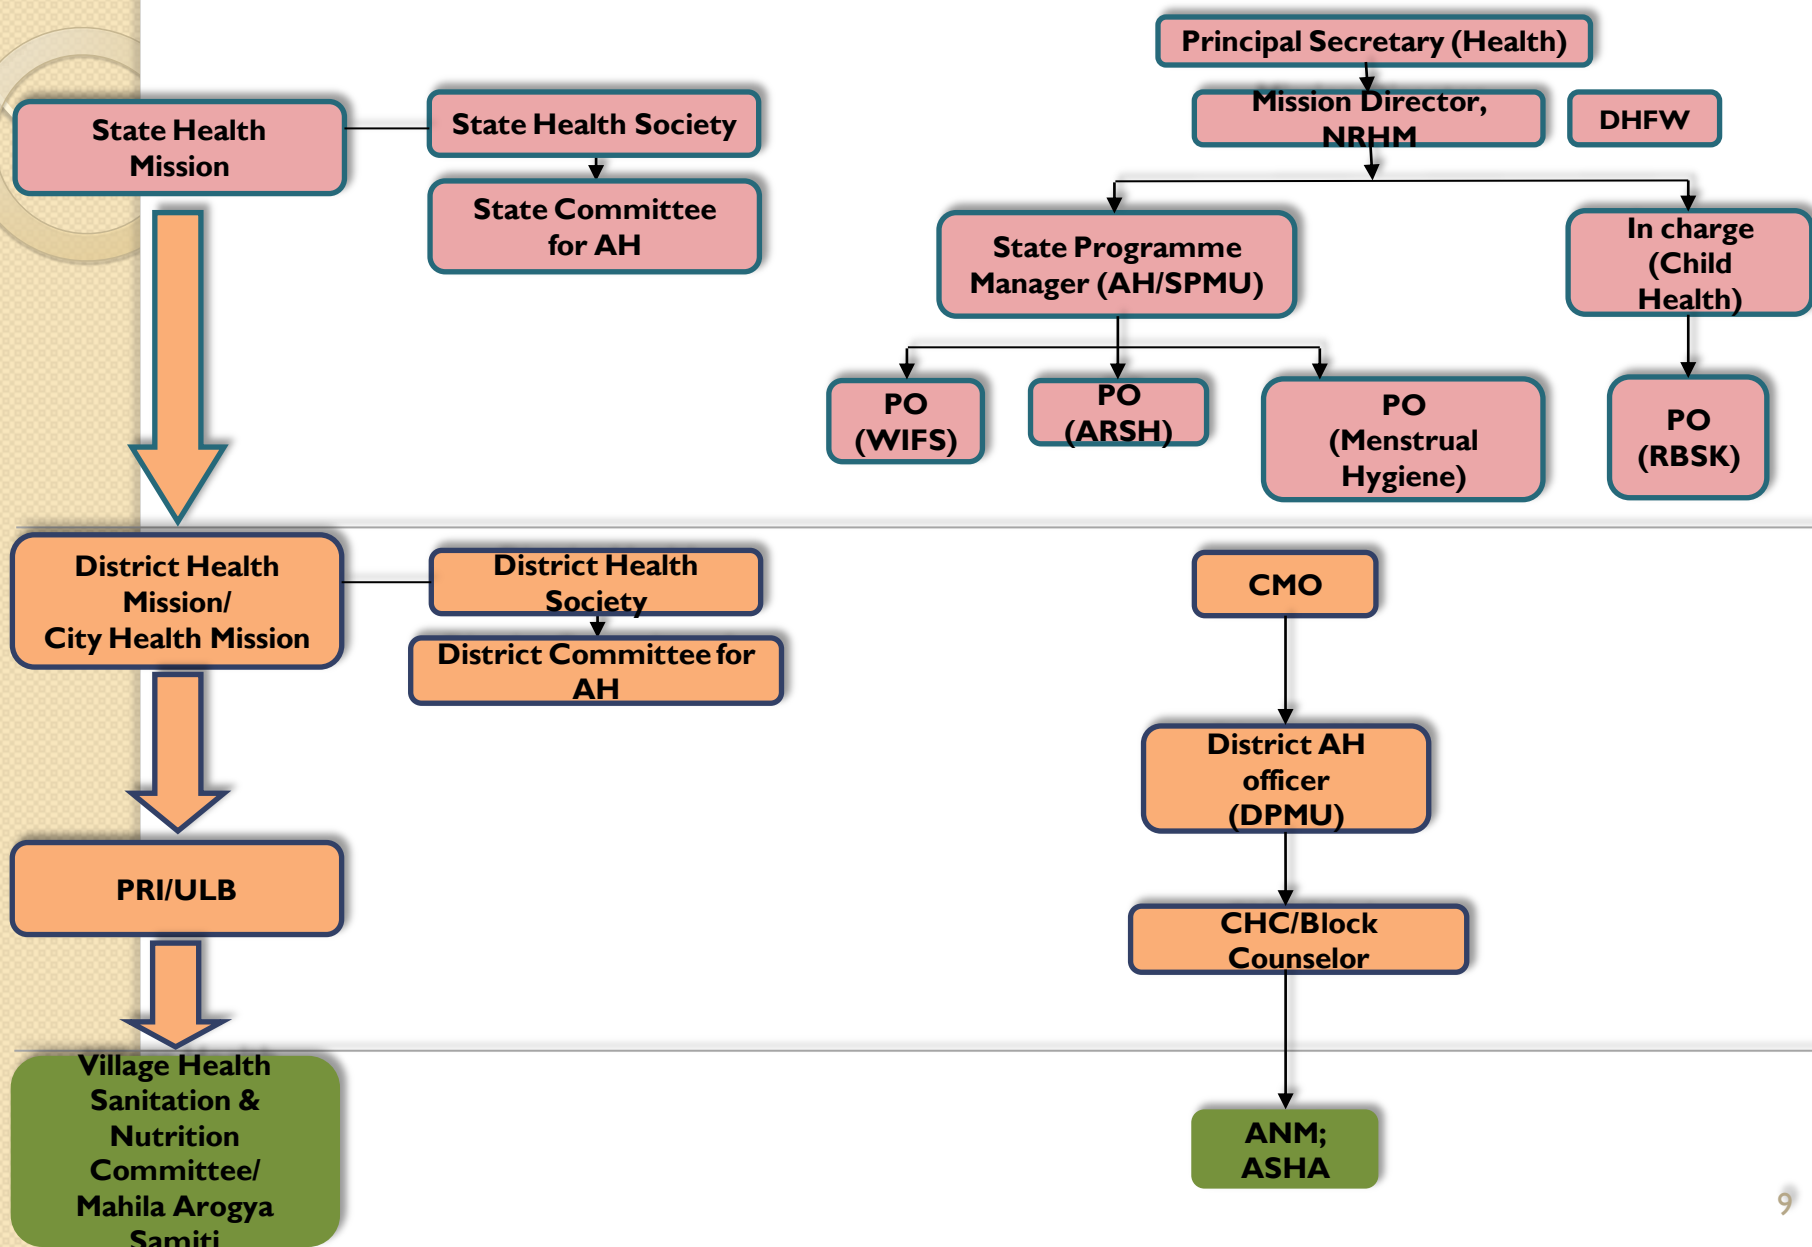 Principal Secretary (Health)
Mission Director,
NRHM
DHFW
State Health
Mission
State Health Society
State Committee
for AH
State Programme
Manager (AH/SPMU)
In charge
(Child
Health)
PO
(WIFS)
PO
(ARSH)
PO
(Menstrual
Hygiene)
PO
(RBSK)
District Health
Mission/
City Health Mission
District Health
Society
District Committee for
AH
CMO
District AH
officer
(DPMU)
PRI/ULB
CHC/Block
Counselor
Village Health
Sanitation &
Nutrition
Committee/
Mahila Arogya
Samiti
ANM;
ASHA
9